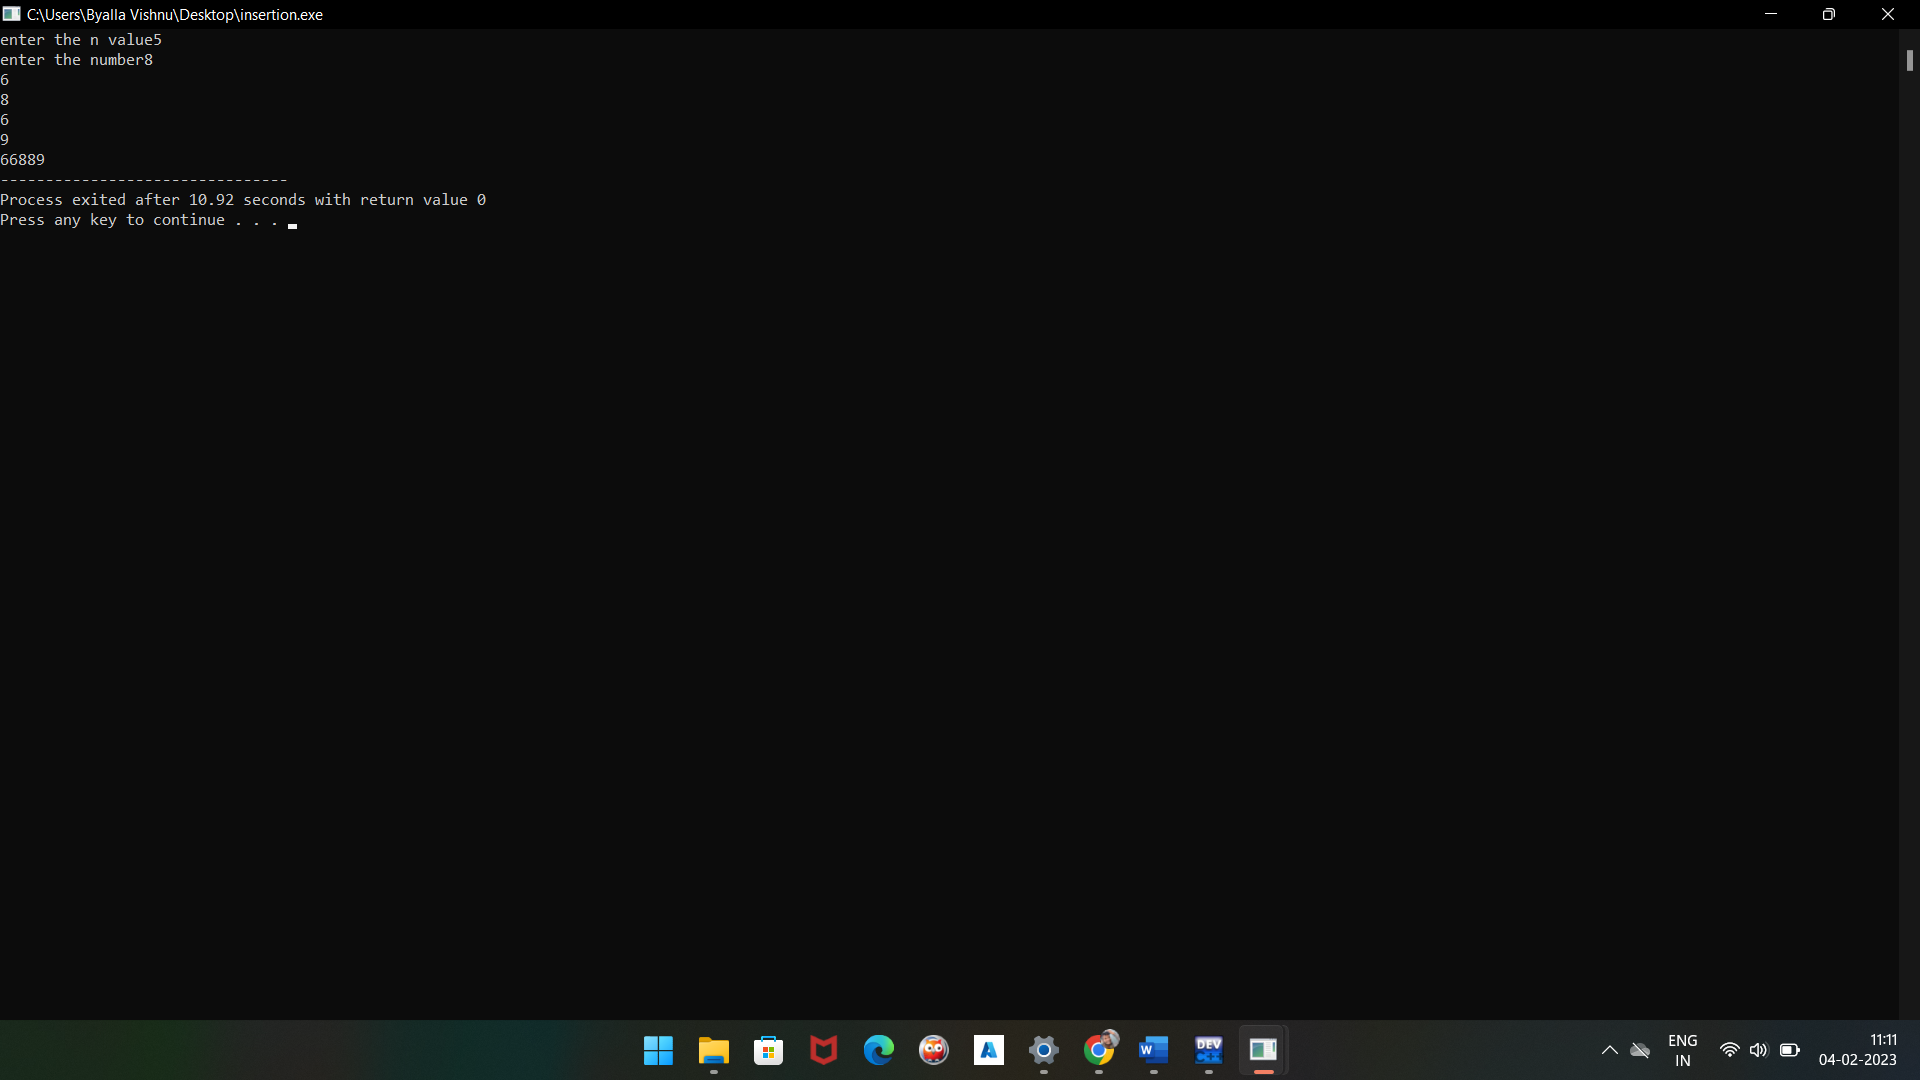 C:\Users\Byalla Vishnu\Desktop\insertion.exe
enter the n value5
enter the number8
6
8
6
9
66889
--------------------------------
Process exited after 10.92 seconds with return value 0
Press any key to continue . . .
W
DEV
C++
ENG
IN
11:11
04-02-2023